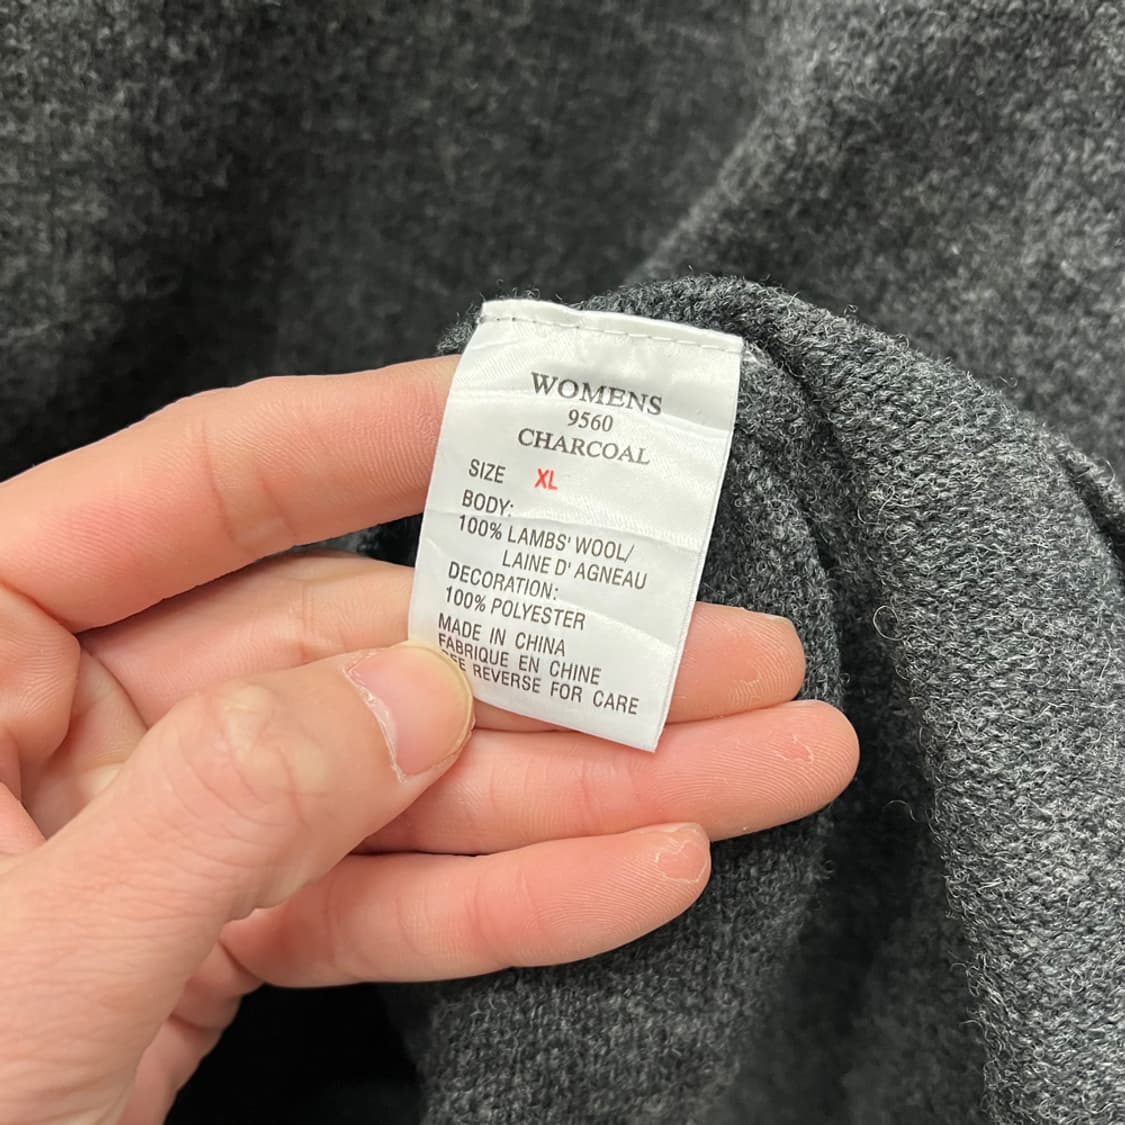 WOMENS
9560
CHARCOAL
SIZE XL
BODY:
100% LAMBS' WOOL/
LAINE D' AGNEAU
DECORATION:
100% POLYESTER
MADE IN CHINA
FABRIQUE EN CHINE
REVERSE FOR CARE